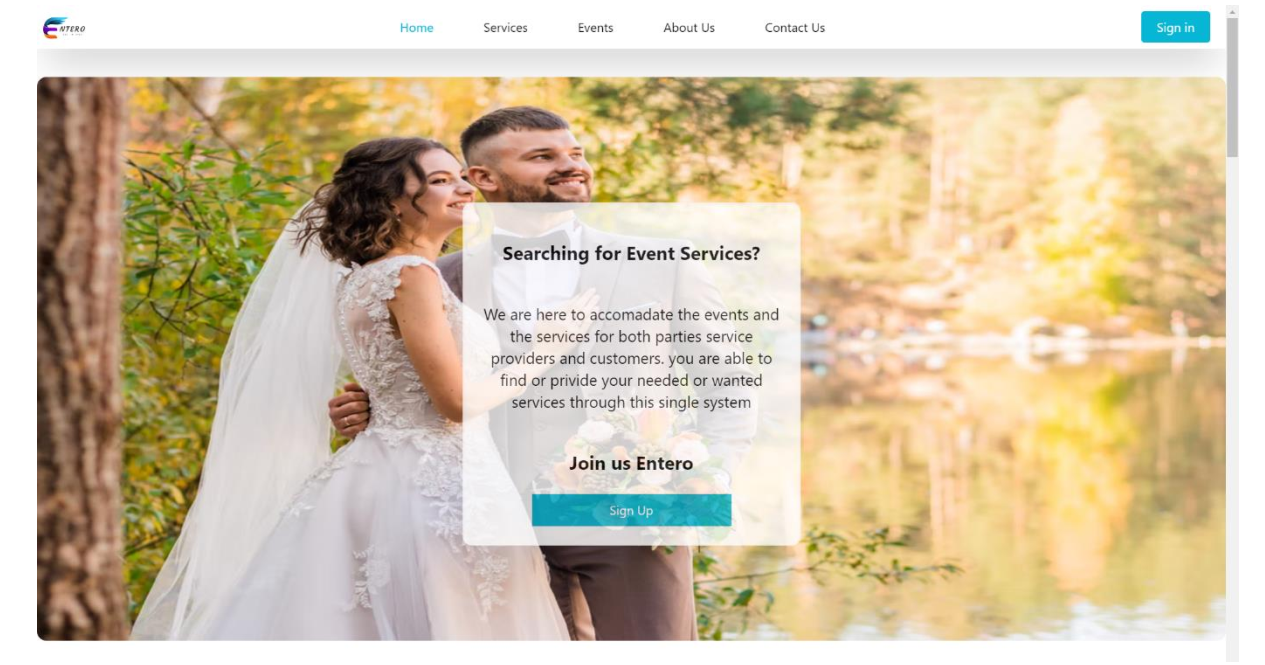 ENTERO
Home Services Events About Us Contact Us Sign in
Searching for Event Services?
We are here to accomadate the events and
the services for both parties service
providers and customers. you are able to
find or privide your needed or wanted
services through this single system
Join us Entero
Sign Up